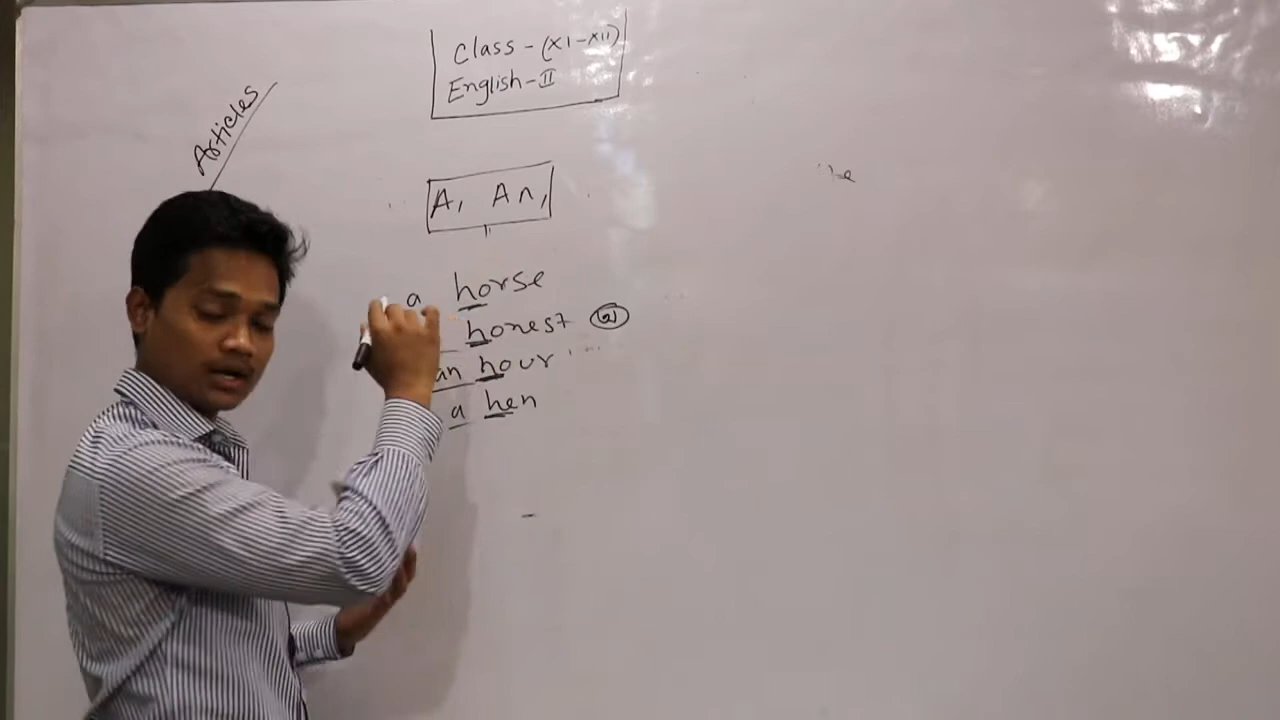 Class - (XI-XII)
English - II
Articles
A, An,
a horse
honest
an hour
a hen